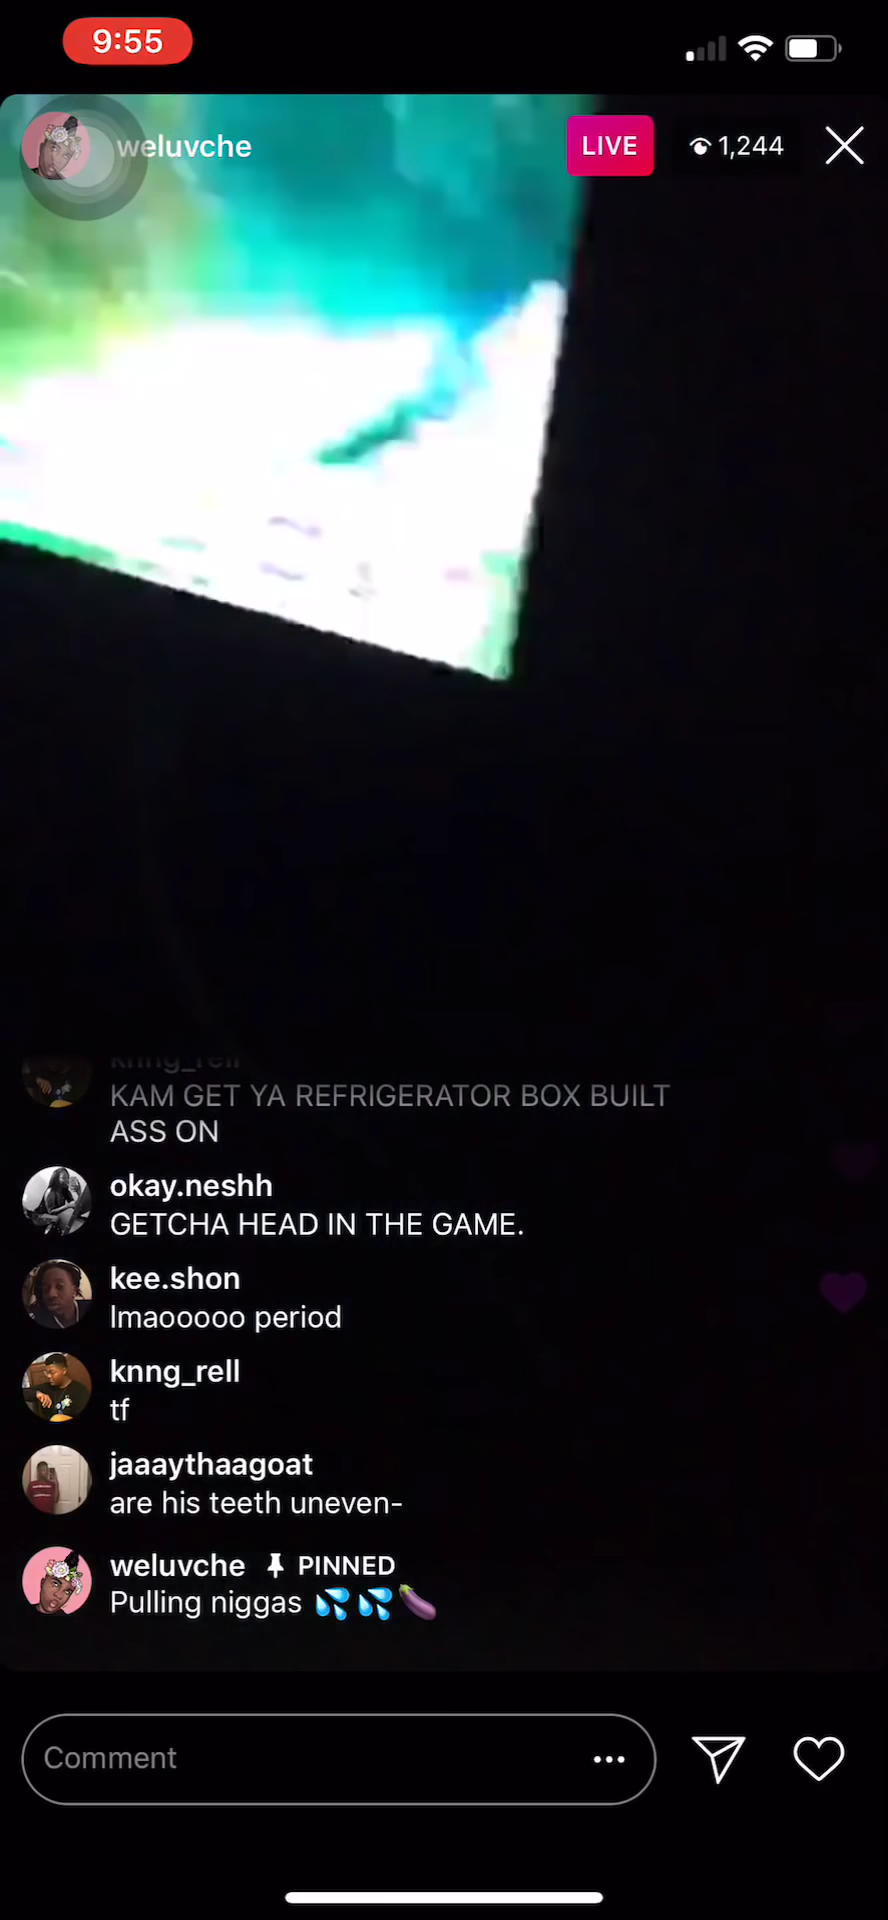 9:55
weluvche
LIVE
1,244
knng_rell
KAM GET YA REFRIGERATOR BOX BUILT
ASS ON
okay.neshh
GETCHA HEAD IN THE GAME.
kee.shon
lmaooooo period
knng_rell
tf
jaaaythaagoat
are his teeth uneven-
weluvche PINNED
Pulling niggas 💦💦🍆
Comment